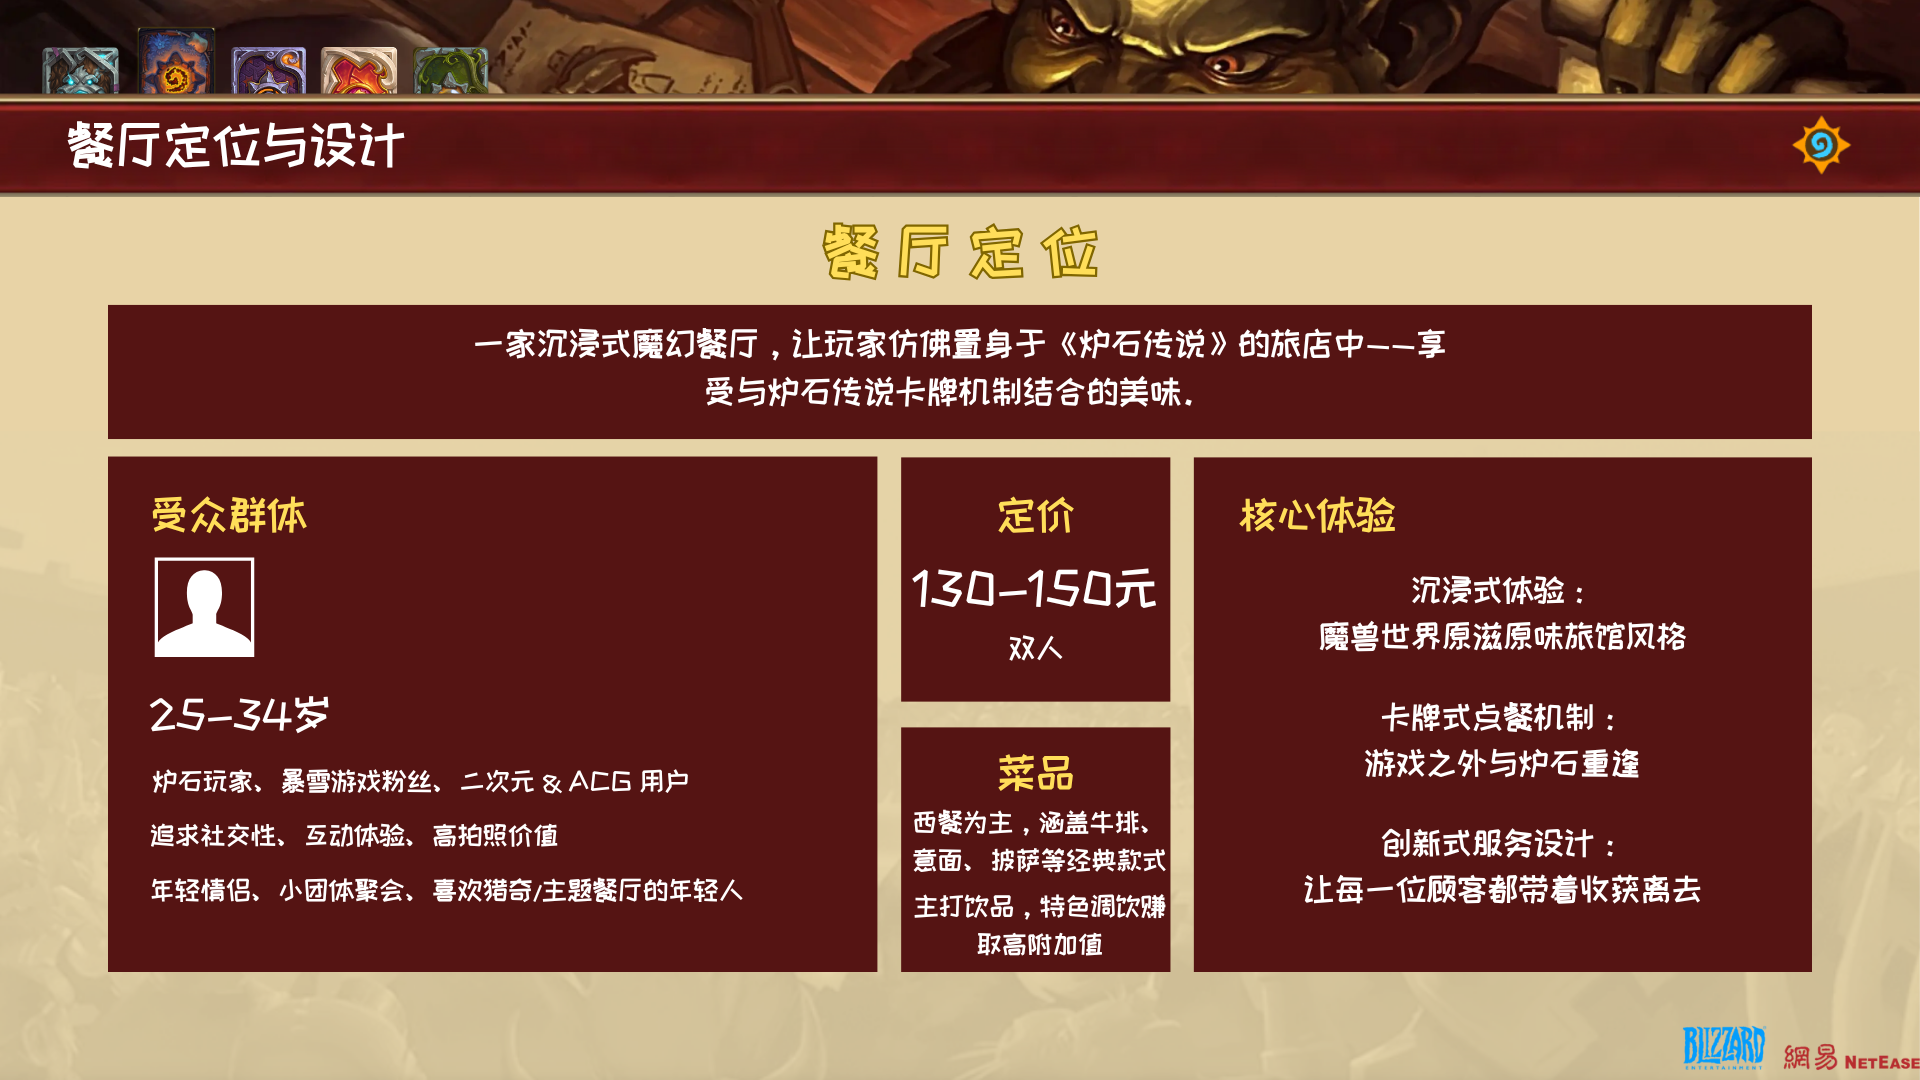 餐厅定位与设计
餐厅定位
一家沉浸式魔幻餐厅，让玩家仿佛置身于《炉石传说》的旅店中——享
受与炉石传说卡牌机制结合的美味.
受众群体
25-34岁
炉石玩家、暴雪游戏粉丝、二次元 & ACG 用户
追求社交性、互动体验、高拍照价值
年轻情侣、小团体聚会、喜欢猎奇/主题餐厅的年轻人
定价
130-150元
双人
菜品
西餐为主，涵盖牛排、
意面、披萨等经典款式
主打饮品，特色调饮赚
取高附加值
核心体验
沉浸式体验：
魔兽世界原滋原味旅馆风格
卡牌式点餐机制：
游戏之外与炉石重逢
创新式服务设计：
让每一位顾客都带着收获离去
BLIZZARD
ENTERTAINMENT
網易 NETEASE